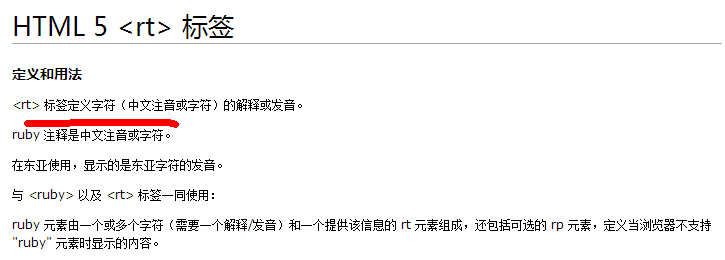 HTML 5 <rt> 标签
定义和用法
<rt> 标签定义字符（中文注音或字符）的解释或发音。
ruby 注释是中文注音或字符。
在东亚使用，显示的是东亚字符的发音。
与 <ruby> 以及 <rt> 标签一同使用：
ruby 元素由一个或多个字符（需要一个解释/发音）和一个提供该信息的 rt 元素组成，还包括可选的 rp 元素，定义当浏览器不支持
"ruby" 元素时显示的内容。